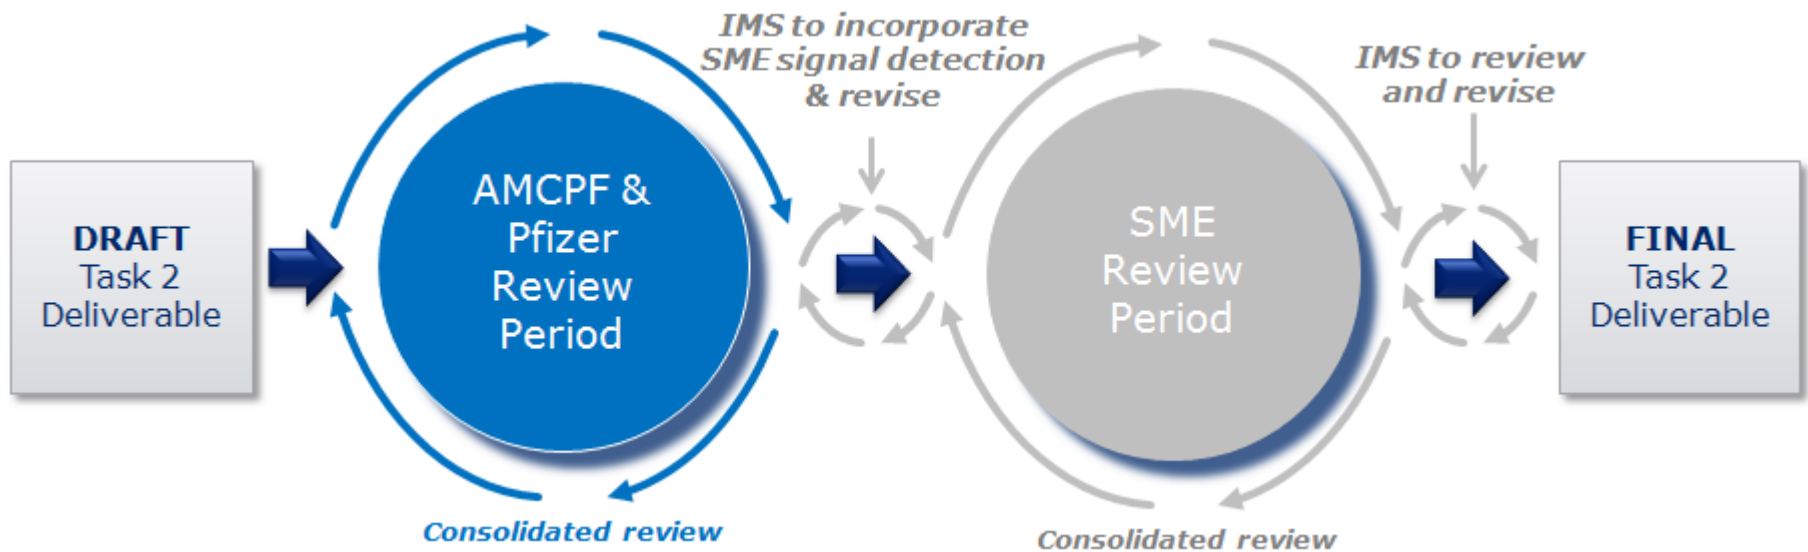 DRAFT
Task 2
Deliverable
AMCPF &
Pfizer
Review
Period
Consolidated review
IMS to incorporate
SME signal detection
& revise
SME
Review
Period
Consolidated review
IMS to review
and revise
FINAL
Task 2
Deliverable